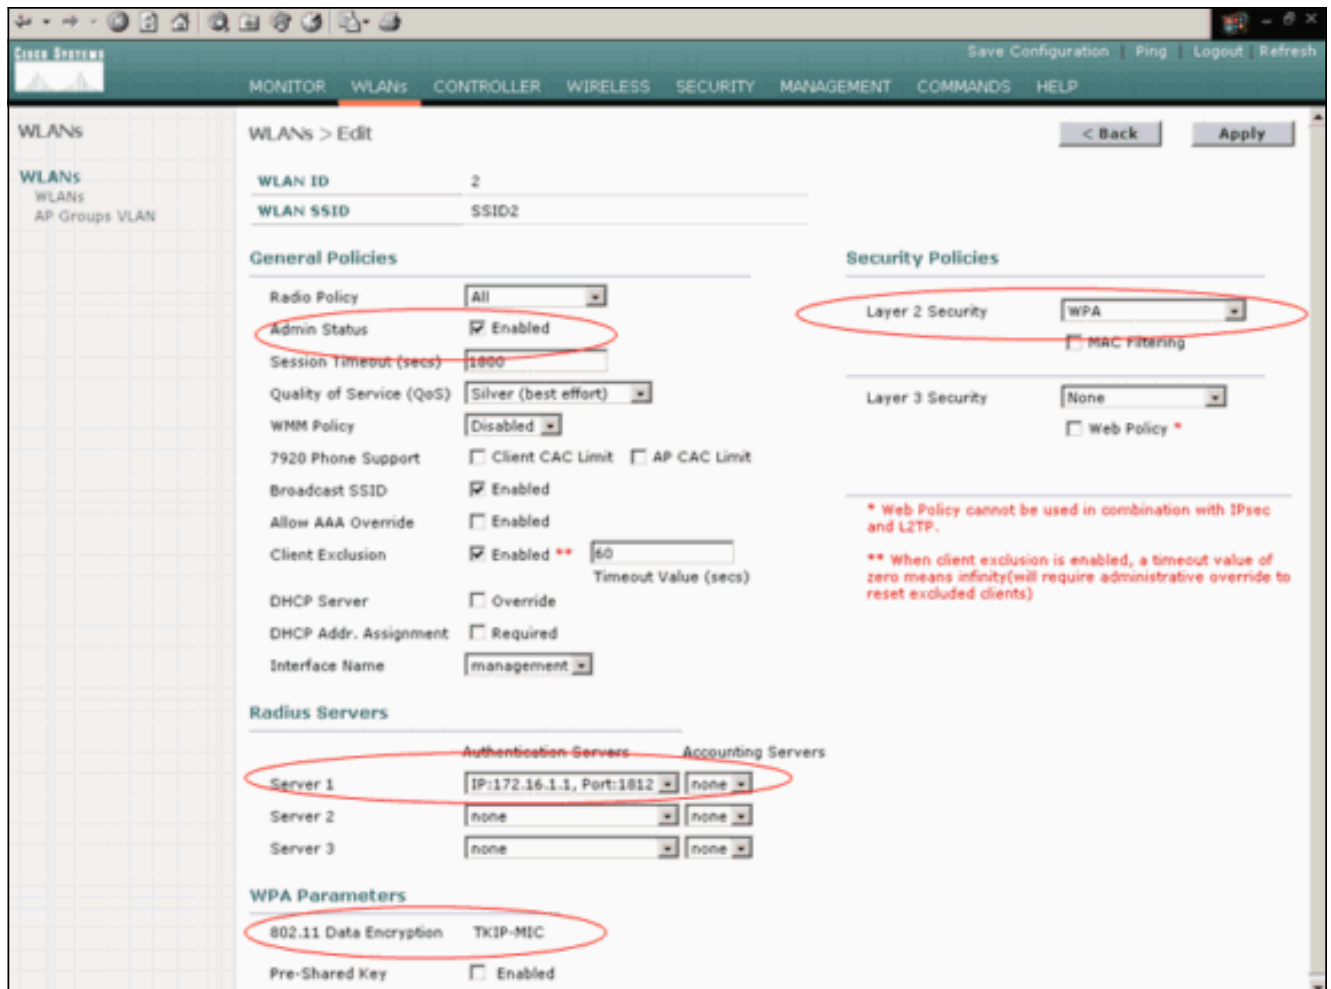 Cisco Systems
Save Configuration | Ping | Logout | Refresh
MONITOR WLANs CONTROLLER WIRELESS SECURITY MANAGEMENT COMMANDS HELP
WLANs
WLANs
WLANs
AP Groups VLAN
WLANs > Edit
< Back Apply
WLAN ID 2
WLAN SSID SSID2
General Policies
Radio Policy All
Admin Status Enabled
Session Timeout (secs) 1800
Quality of Service (QoS) Silver (best effort)
WMM Policy Disabled
7920 Phone Support Client CAC Limit AP CAC Limit
Broadcast SSID Enabled
Allow AAA Override Enabled
Client Exclusion Enabled ** 60
Timeout Value (secs)
DHCP Server Override
DHCP Addr. Assignment Required
Interface Name management
Security Policies
Layer 2 Security WPA
MAC Filtering
Layer 3 Security None
Web Policy *
* Web Policy cannot be used in combination with IPsec
and L2TP.
** When client exclusion is enabled, a timeout value of
zero means infinity(will require administrative override to
reset excluded clients)
Radius Servers
Authentication Servers Accounting Servers
Server 1 IP:172.16.1.1, Port:1812 none
Server 2 none none
Server 3 none none
WPA Parameters
802.11 Data Encryption TKIP-MIC
Pre-Shared Key Enabled